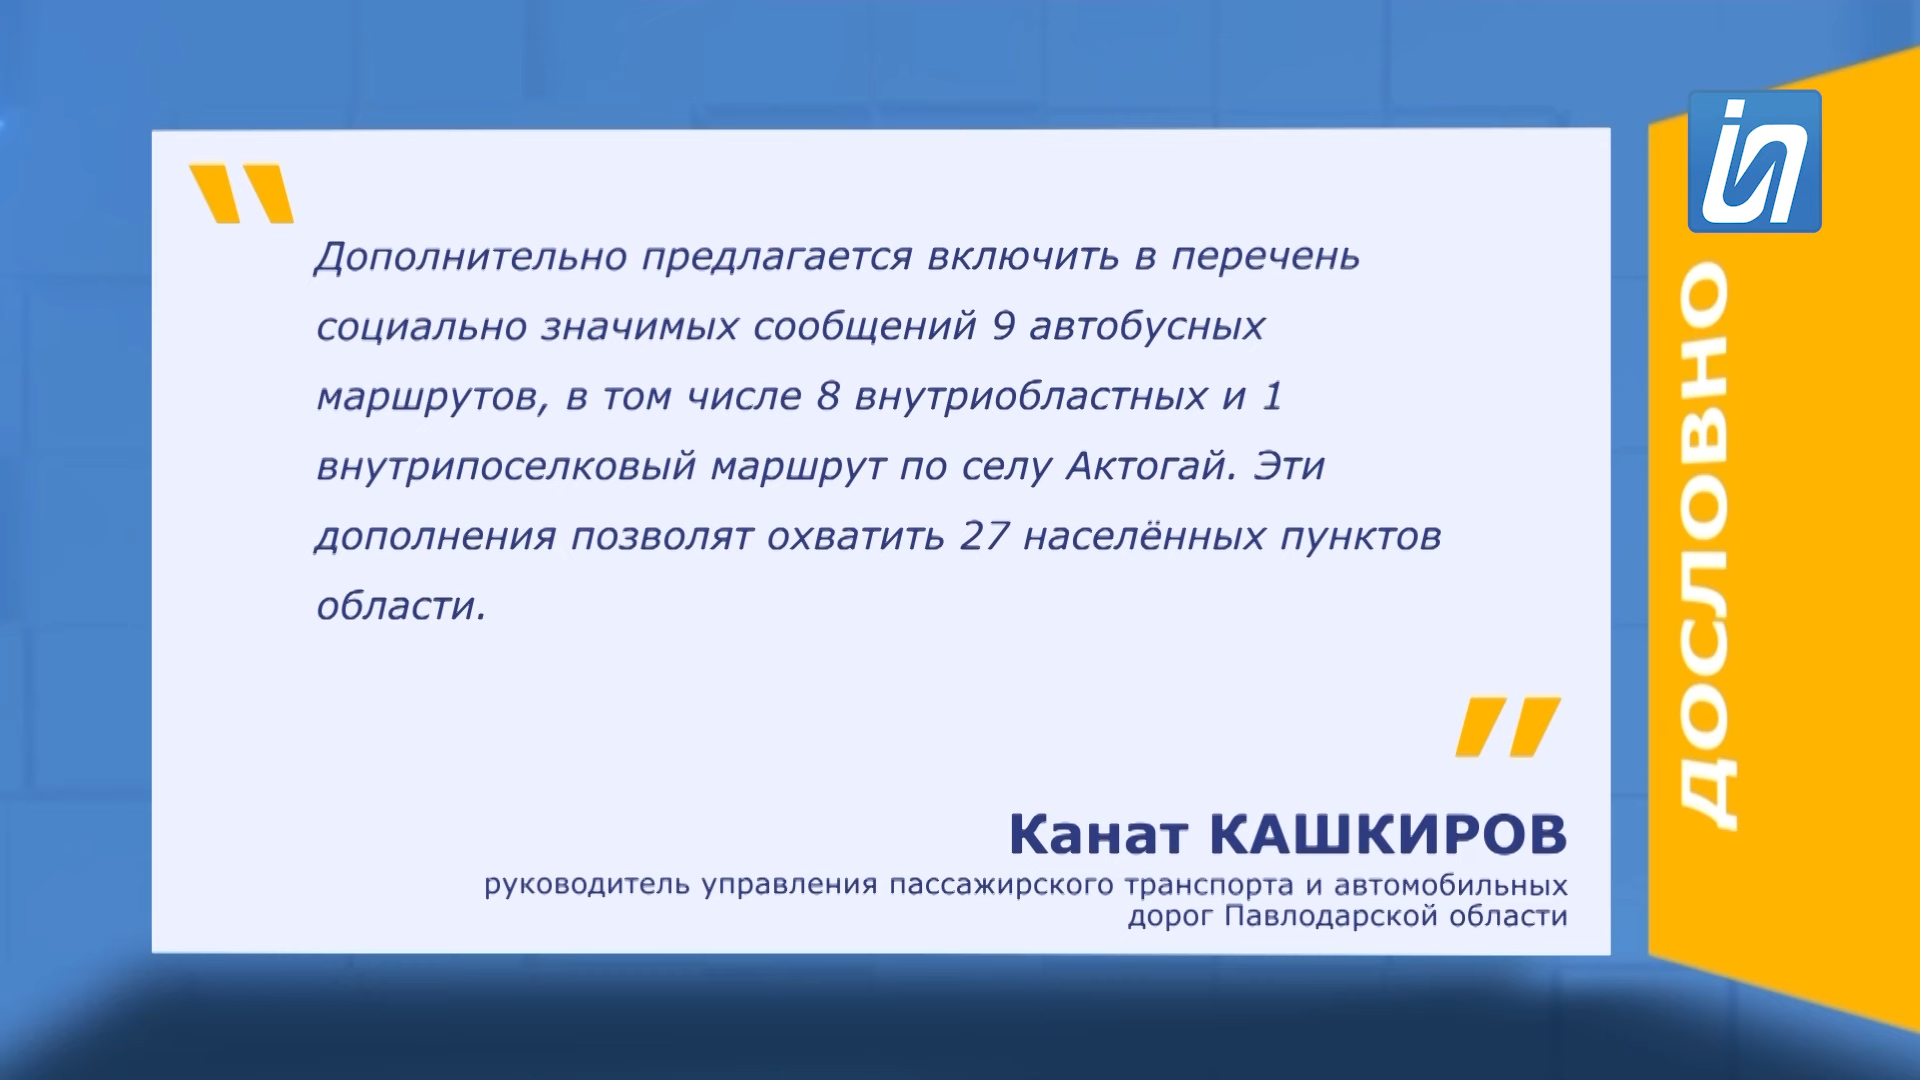 Дополнительно предлагается включить в перечень
социально значимых сообщений 9 автобусных
маршрутов, в том числе 8 внутриобластных и 1
внутрипоселковый маршрут по селу Актогай. Эти
дополнения позволят охватить 27 населённых пунктов
области.
Канат КАШКИРОВ
руководитель управления пассажирского транспорта и автомобильных
дорог Павлодарской области
ДОСЛОВНО